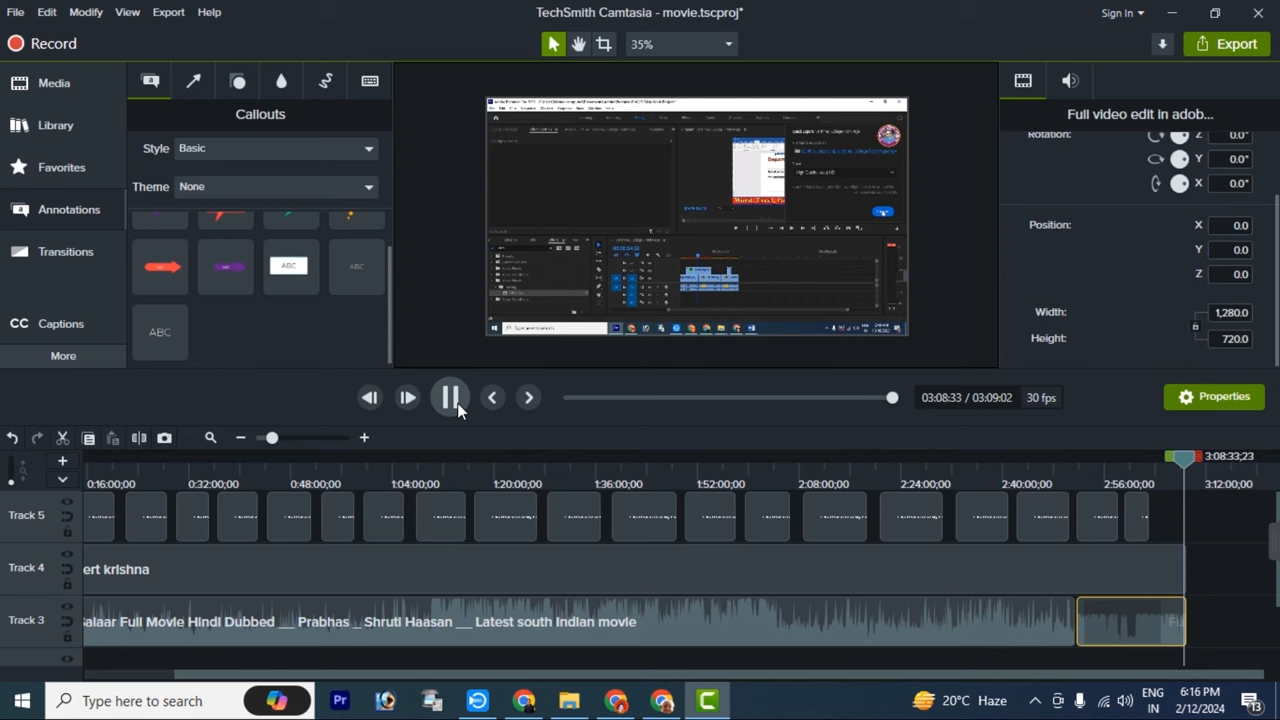 File Edit Modify View Export Help
TechSmith Camtasia - movie.tscproj*
Sign In
Record
35%
Export
Media
Library
Favorites
Transitions
Captions
More
Callouts
Style Basic
Theme None
ABC
ABC
ABC
Full video edit in adob...
Rotation: Z 0.0°
Y 0.0°
X 0.0°
Position: X 0.0
0.0
Z 0.0
Width: 1,280.0
Height: 720.0
03:08:33 / 03:09:02 30 fps
Properties
3:08:33;23
0:16:00;00 0:32:00;00 0:48:00;00 1:04:00;00 1:20:00;00 1:36:00;00 1:52:00;00 2:08:00;00 2:24:00;00 2:40:00;00 2:56:00;00 3:12:00;00
Track 5
Track 4
ert krishna
Track 3
alaar Full Movie Hindi Dubbed __ Prabhas _ Shruti Haasan __ Latest south Indian movie
Type here to search
Pr
20°C Haze
ENG
IN
6:16 PM
2/12/2024
13